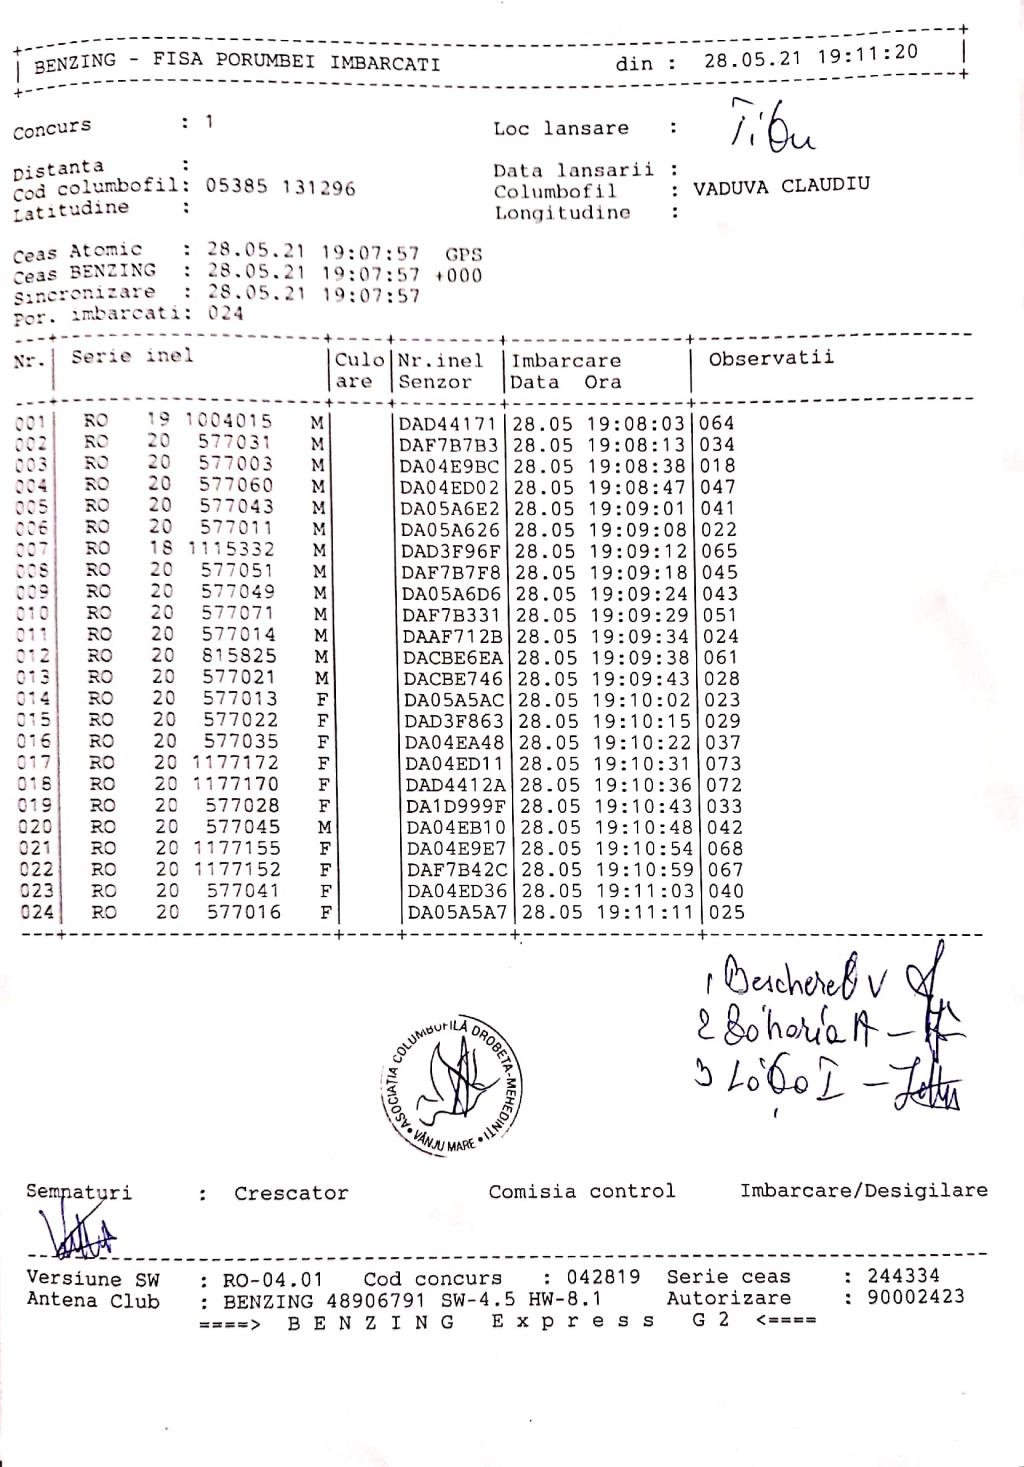 BENZING - FISA PORUMBEI IMBARCATI din : 28.05.21 19:11:20
Concurs : 1 Loc lansare :
Distanta : Data lansarii :
Cod columbofil: 05385 131296 Columbofil : VADUVA CLAUDIU
Latitudine : Longitudine :
Ceas Atomic : 28.05.21 19:07:57 GPS
Ceas BENZING : 28.05.21 19:07:57 +000
Sincronizare : 28.05.21 19:07:57
Por. imbarcati: 024
Nr. Serie inel Culo Nr.inel Imbarcare Observatii
are Senzor Data Ora
001 RO 19 1004015 M DAD44171 28.05 19:08:03 064
002 RO 20 577031 M DAF7B7B3 28.05 19:08:13 034
003 RO 20 577003 M DA04E9BC 28.05 19:08:38 018
004 RO 20 577060 M DA04ED02 28.05 19:08:47 047
005 RO 20 577043 M DA05A6E2 28.05 19:09:01 041
006 RO 20 577011 M DA05A626 28.05 19:09:08 022
007 RO 18 1115332 M DAD3F96F 28.05 19:09:12 065
008 RO 20 577051 M DAF7B7F8 28.05 19:09:18 045
009 RO 20 577049 M DA05A6D6 28.05 19:09:24 043
010 RO 20 577071 M DAF7B331 28.05 19:09:29 051
011 RO 20 577014 M DAAF712B 28.05 19:09:34 024
012 RO 20 815825 M DACBE6EA 28.05 19:09:38 061
013 RO 20 577021 M DACBE746 28.05 19:09:43 028
014 RO 20 577013 F DA05A5AC 28.05 19:10:02 023
015 RO 20 577022 F DAD3F863 28.05 19:10:15 029
016 RO 20 577035 F DA04EA48 28.05 19:10:22 037
017 RO 20 1177172 F DA04ED11 28.05 19:10:31 073
018 RO 20 1177170 F DAD4412A 28.05 19:10:36 072
019 RO 20 577028 F DA1D999F 28.05 19:10:43 033
020 RO 20 577045 M DA04EB10 28.05 19:10:48 042
021 RO 20 1177155 F DA04E9E7 28.05 19:10:54 068
022 RO 20 1177152 F DAF7B42C 28.05 19:10:59 067
023 RO 20 577041 F DA04ED36 28.05 19:11:03 040
024 RO 20 577016 F DA05A5A7 28.05 19:11:11 025
1 V
2 A -
3 I -
ASOCIAȚIA COLUMBOFILĂ DROBETA-MEHEDINȚI
• VÂNJU MARE •
Semnaturi : Crescator Comisia control Imbarcare/Desigilare
Versiune SW : RO-04.01 Cod concurs : 042819 Serie ceas : 244334
Antena Club : BENZING 48906791 SW-4.5 HW-8.1 Autorizare : 90002423
====> B E N Z I N G E x p r e s s G 2 <====